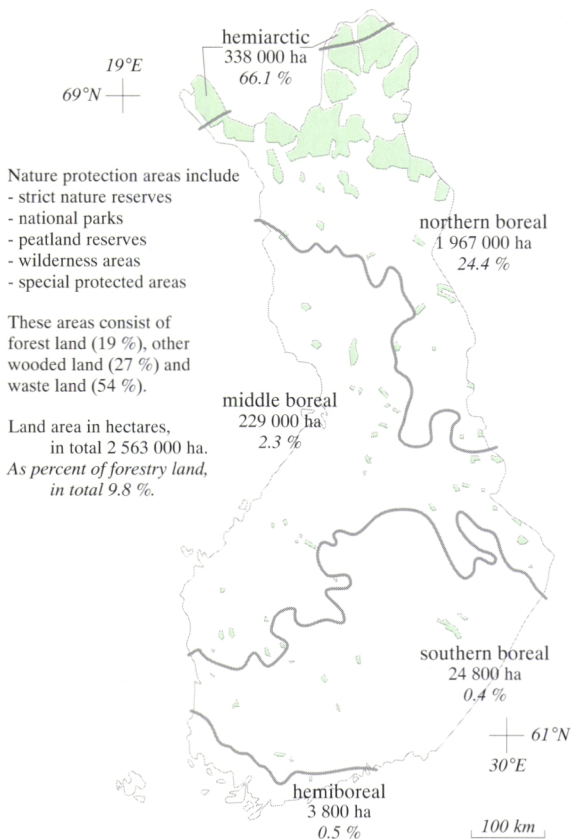 hemiarctic
338 000 ha
66.1 %
19°E
69°N
Nature protection areas include
- strict nature reserves
- national parks
- peatland reserves
- wilderness areas
- special protected areas
northern boreal
1 967 000 ha
24.4 %
These areas consist of
forest land (19 %), other
wooded land (27 %) and
waste land (54 %).
middle boreal
229 000 ha
2.3 %
Land area in hectares,
in total 2 563 000 ha.
As percent of forestry land,
in total 9.8 %.
southern boreal
24 800 ha
0.4 %
61°N
30°E
hemiboreal
3 800 ha
0.5 %
100 km